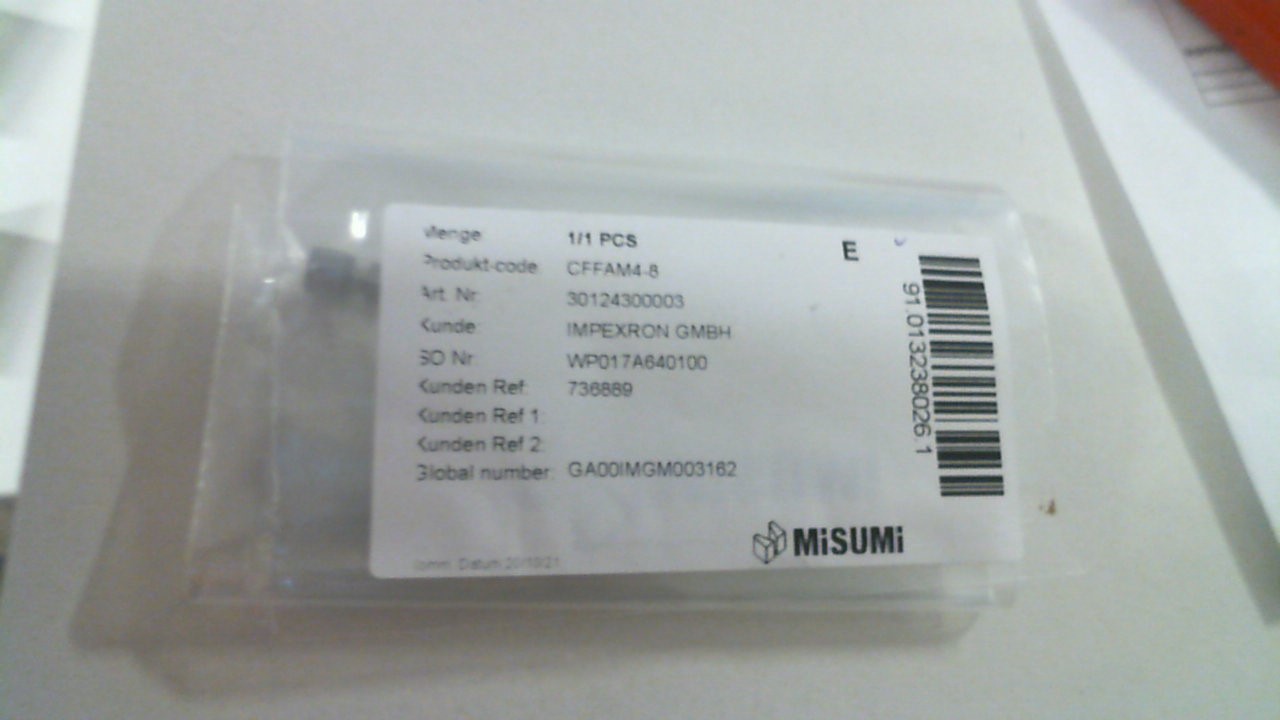 Menge: 1/1 PCS
E
Produkt-code: CFFAM4-8
Art. Nr: 30124300003
Kunde: IMPEXRON GMBH
SO Nr: WP017A640100
Kunden Ref: 736889
Kunden Ref 1:
Kunden Ref 2:
Global number: GA00IMGM003162
Datum
91.013238026.1
MiSUMi